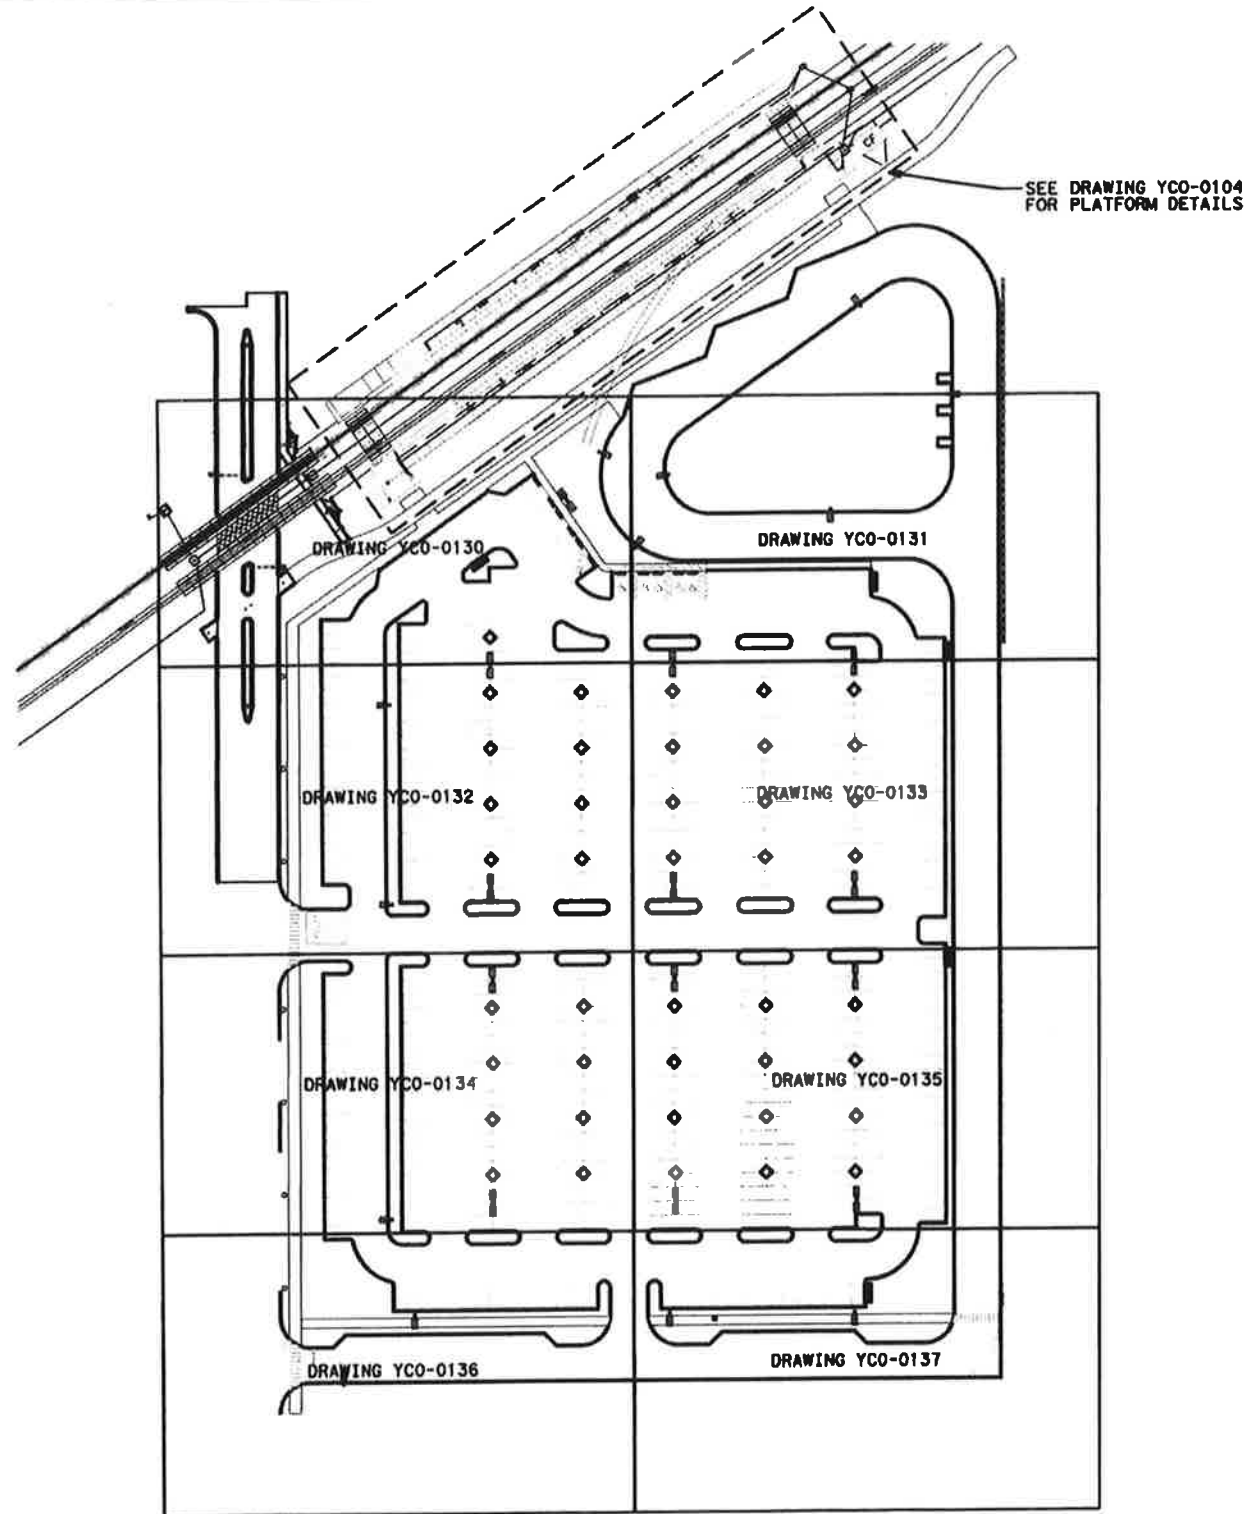 SEE DRAWING YCO-0104
FOR PLATFORM DETAILS
DRAWING YCO-0130
DRAWING YCO-0131
DRAWING YCO-0132
DRAWING YCO-0133
DRAWING YCO-0134
DRAWING YCO-0135
DRAWING YCO-0136
DRAWING YCO-0137